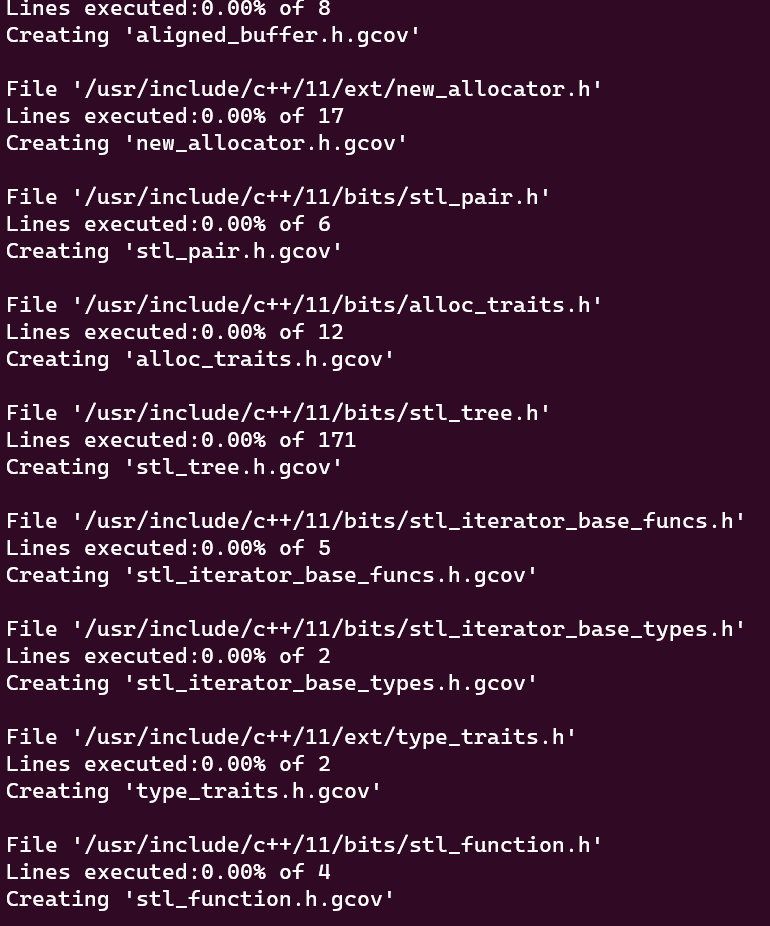 Lines executed:0.00% of 8
Creating 'aligned_buffer.h.gcov'
File '/usr/include/c++/11/ext/new_allocator.h'
Lines executed:0.00% of 17
Creating 'new_allocator.h.gcov'
File '/usr/include/c++/11/bits/stl_pair.h'
Lines executed:0.00% of 6
Creating 'stl_pair.h.gcov'
File '/usr/include/c++/11/bits/alloc_traits.h'
Lines executed:0.00% of 12
Creating 'alloc_traits.h.gcov'
File '/usr/include/c++/11/bits/stl_tree.h'
Lines executed:0.00% of 171
Creating 'stl_tree.h.gcov'
File '/usr/include/c++/11/bits/stl_iterator_base_funcs.h'
Lines executed:0.00% of 5
Creating 'stl_iterator_base_funcs.h.gcov'
File '/usr/include/c++/11/bits/stl_iterator_base_types.h'
Lines executed:0.00% of 2
Creating 'stl_iterator_base_types.h.gcov'
File '/usr/include/c++/11/ext/type_traits.h'
Lines executed:0.00% of 2
Creating 'type_traits.h.gcov'
File '/usr/include/c++/11/bits/stl_function.h'
Lines executed:0.00% of 4
Creating 'stl_function.h.gcov'